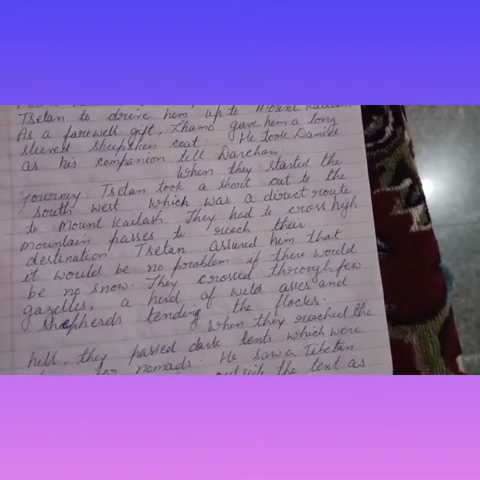 Tsetan to drive him up to Mount
As a farewell gift, Lhamo gave him a long
sleeved sheepskin coat. He took Daniel
as his companion till Darchan.
When they started the
journey. Tsetan took a short cut to the
south west which was a direct route
to Mount Kailash. They had to cross high
mountain passes to reach their
destination. Tsetan assured him that
it would be no problem if there would
be no snow. They crossed through few
gazelles, a herd of wild asses and
shepherds tending the flocks.
When they reached the
hill, they passed dark tents which were
for nomads. He saw a Tibetan
the tent as